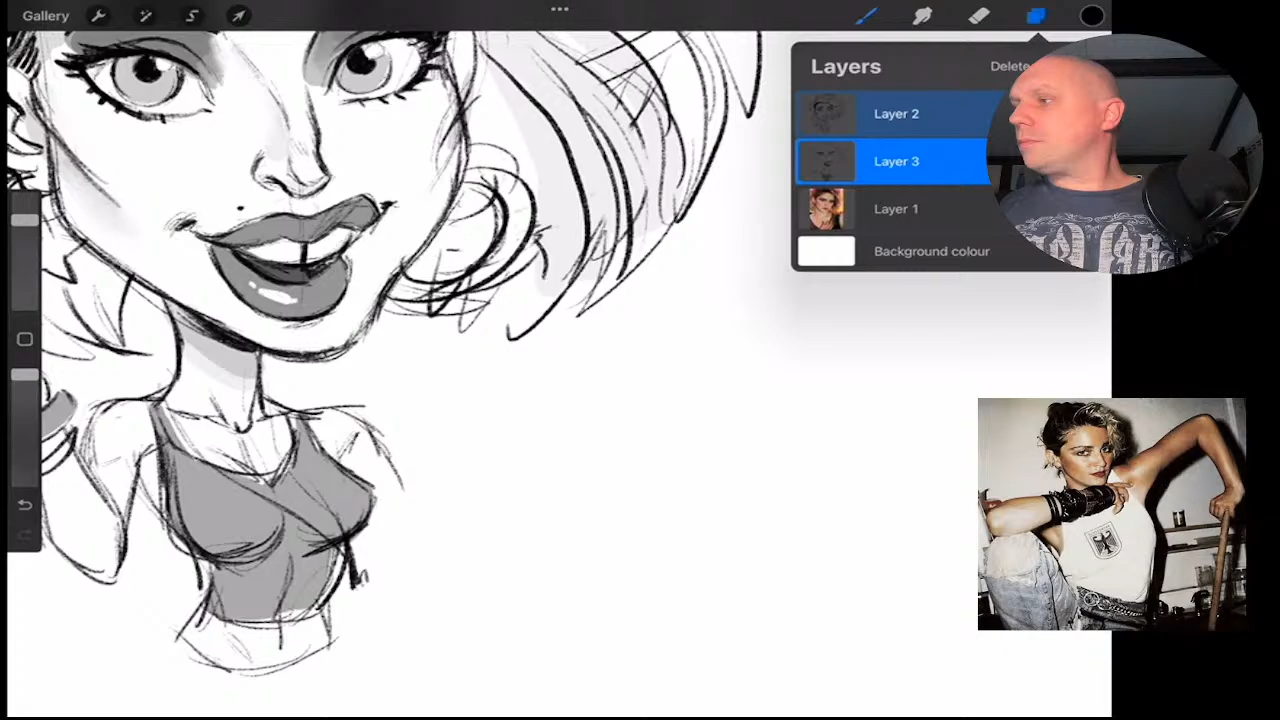 Gallery
Layers
Delete
Layer 2
Layer 3
Layer 1
Background colour